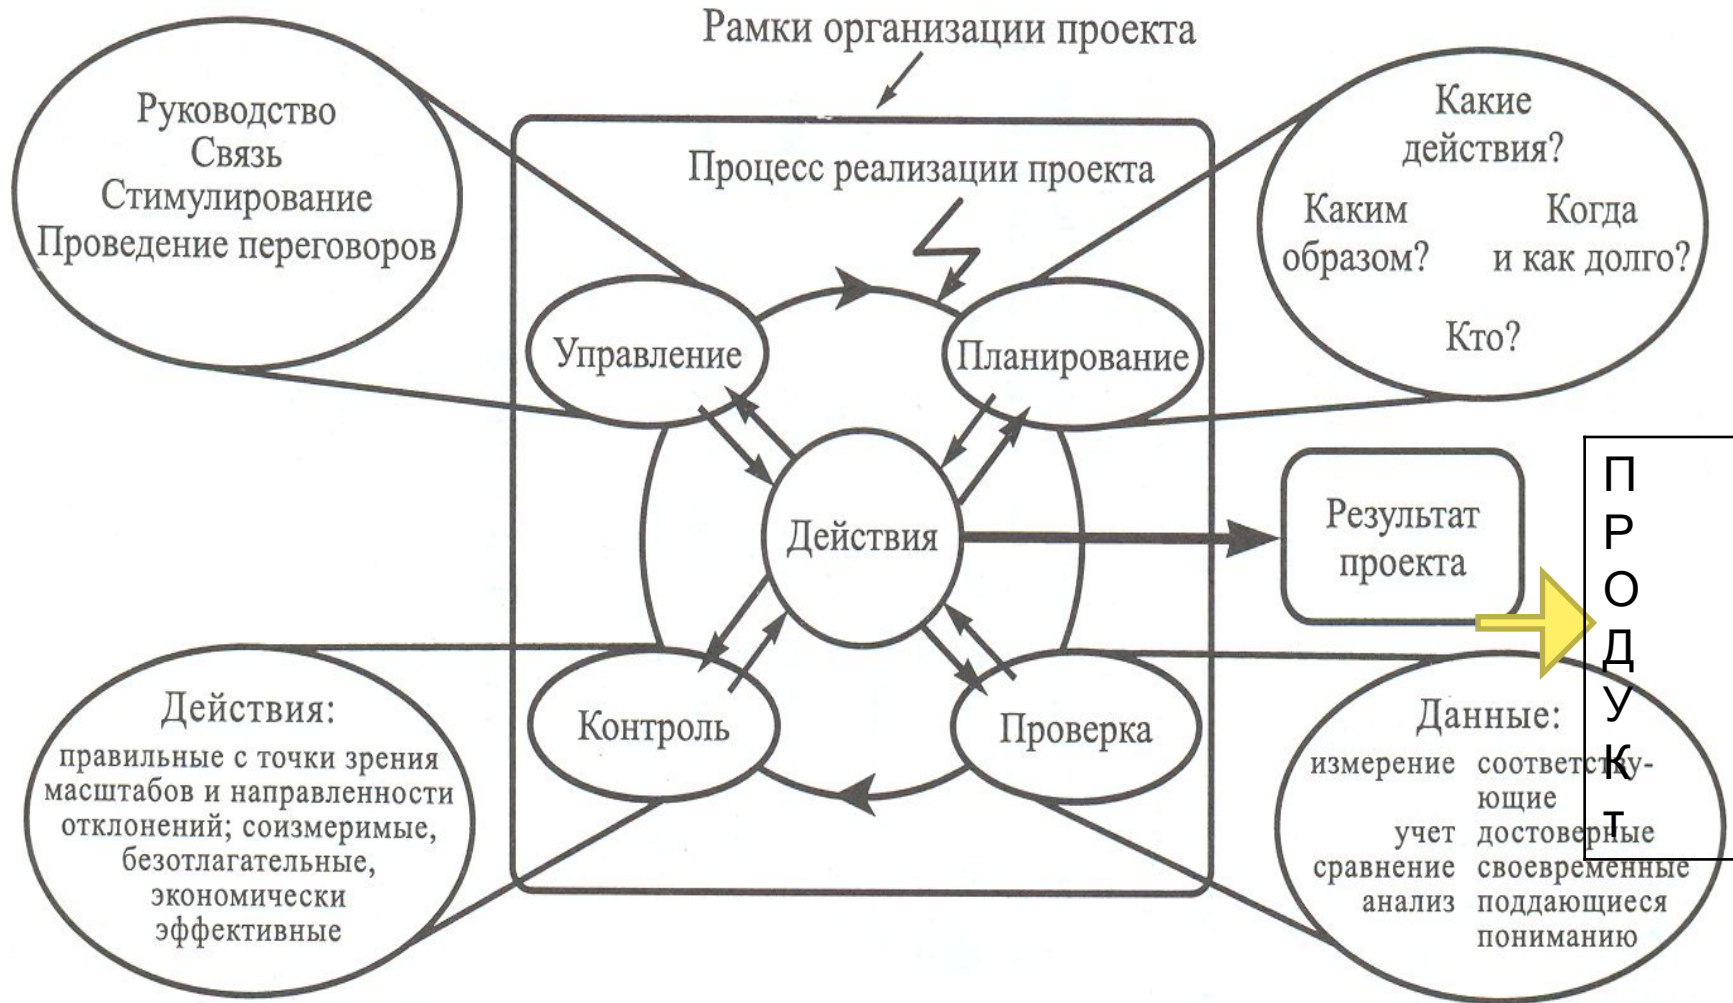 Рамки организации проекта
Руководство
Связь
Стимулирование
Проведение переговоров
Какие
действия?
Каким
образом?
Когда
и как долго?
Кто?
Процесс реализации проекта
Управление
Планирование
Действия
Результат
проекта
П
Р
О
Д
У
К
Т
Контроль
Проверка
Действия:
правильные с точки зрения
масштабов и направленности
отклонений; соизмеримые,
безотлагательные,
экономически
эффективные
Данные:
измерение соответству-
ющие
учет достоверные
сравнение своевременные
анализ поддающиеся
пониманию